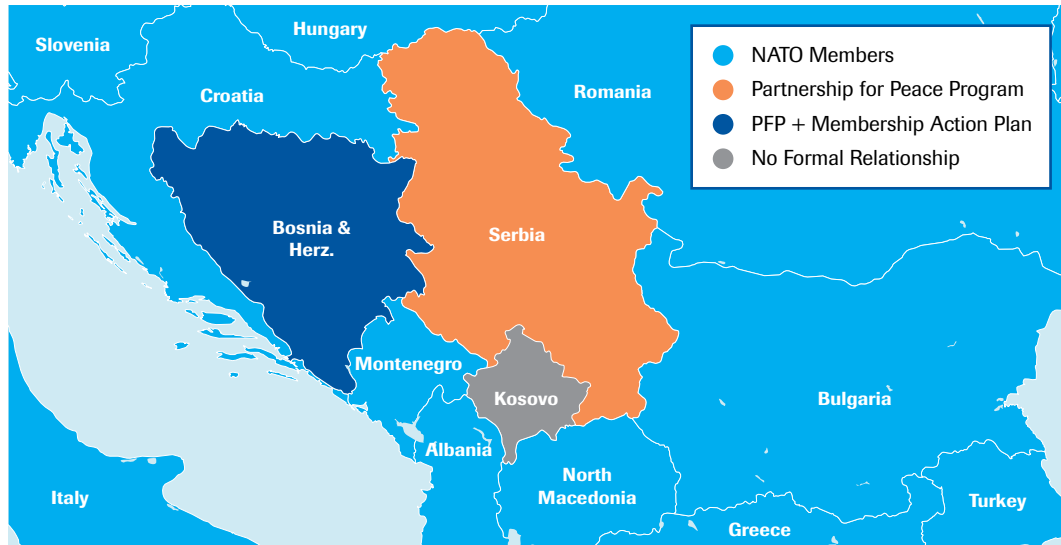 Slovenia
Hungary
Croatia
Romania
NATO Members
Partnership for Peace Program
PFP + Membership Action Plan
No Formal Relationship
Bosnia &
Herz.
Serbia
Montenegro
Kosovo
Bulgaria
Albania
North
Macedonia
Italy
Greece
Turkey